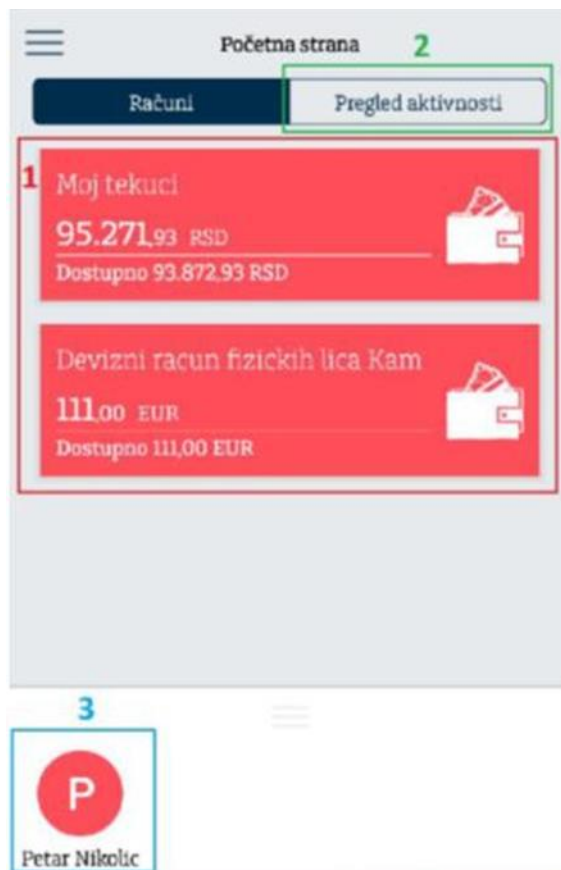 Početna strana
2
Računi
Pregled aktivnosti
1
Moj tekuci
95.271,93 RSD
Dostupno 93.872,93 RSD
Devizni racun fizickih lica Kam
111,00 EUR
Dostupno 111,00 EUR
3
P
Petar Nikolic